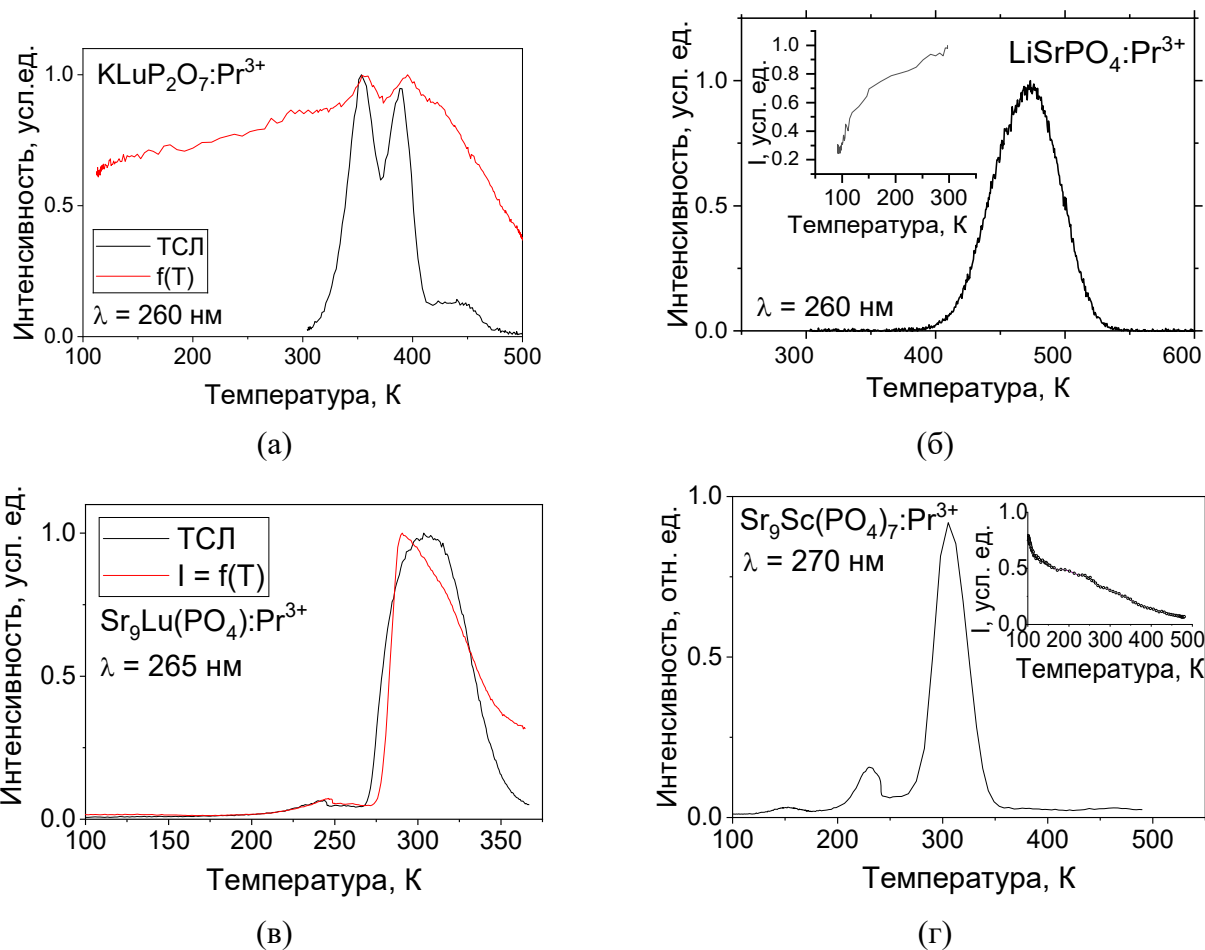 KLuP₂O₇:Pr³⁺
Интенсивность, усл.ед.
1.0
0.5
0.0
ТСЛ
f(T)
λ = 260 нм
100 200 300 400 500
Температура, К
(а)
LiSrPO₄:Pr³⁺
Интенсивность, усл. ед.
1.0
0.5
0.0
I, усл. ед.
1.0
0.8
0.6
0.4
0.2
100 200 300
Температура, К
λ = 260 нм
300 400 500 600
Температура, К
(б)
Интенсивность, усл. ед.
1.0
0.5
0.0
ТСЛ
I = f(T)
Sr₉Lu(PO₄):Pr³⁺
λ = 265 нм
100 150 200 250 300 350
Температура, К
(в)
Sr₉Sc(PO₄)₇:Pr³⁺
λ = 270 нм
Интенсивность, отн. ед.
1.0
0.5
0.0
I, усл. ед.
1.0
0.5
0.0
100 200 300 400 500
Температура, К
100 200 300 400 500
Температура, К
(г)